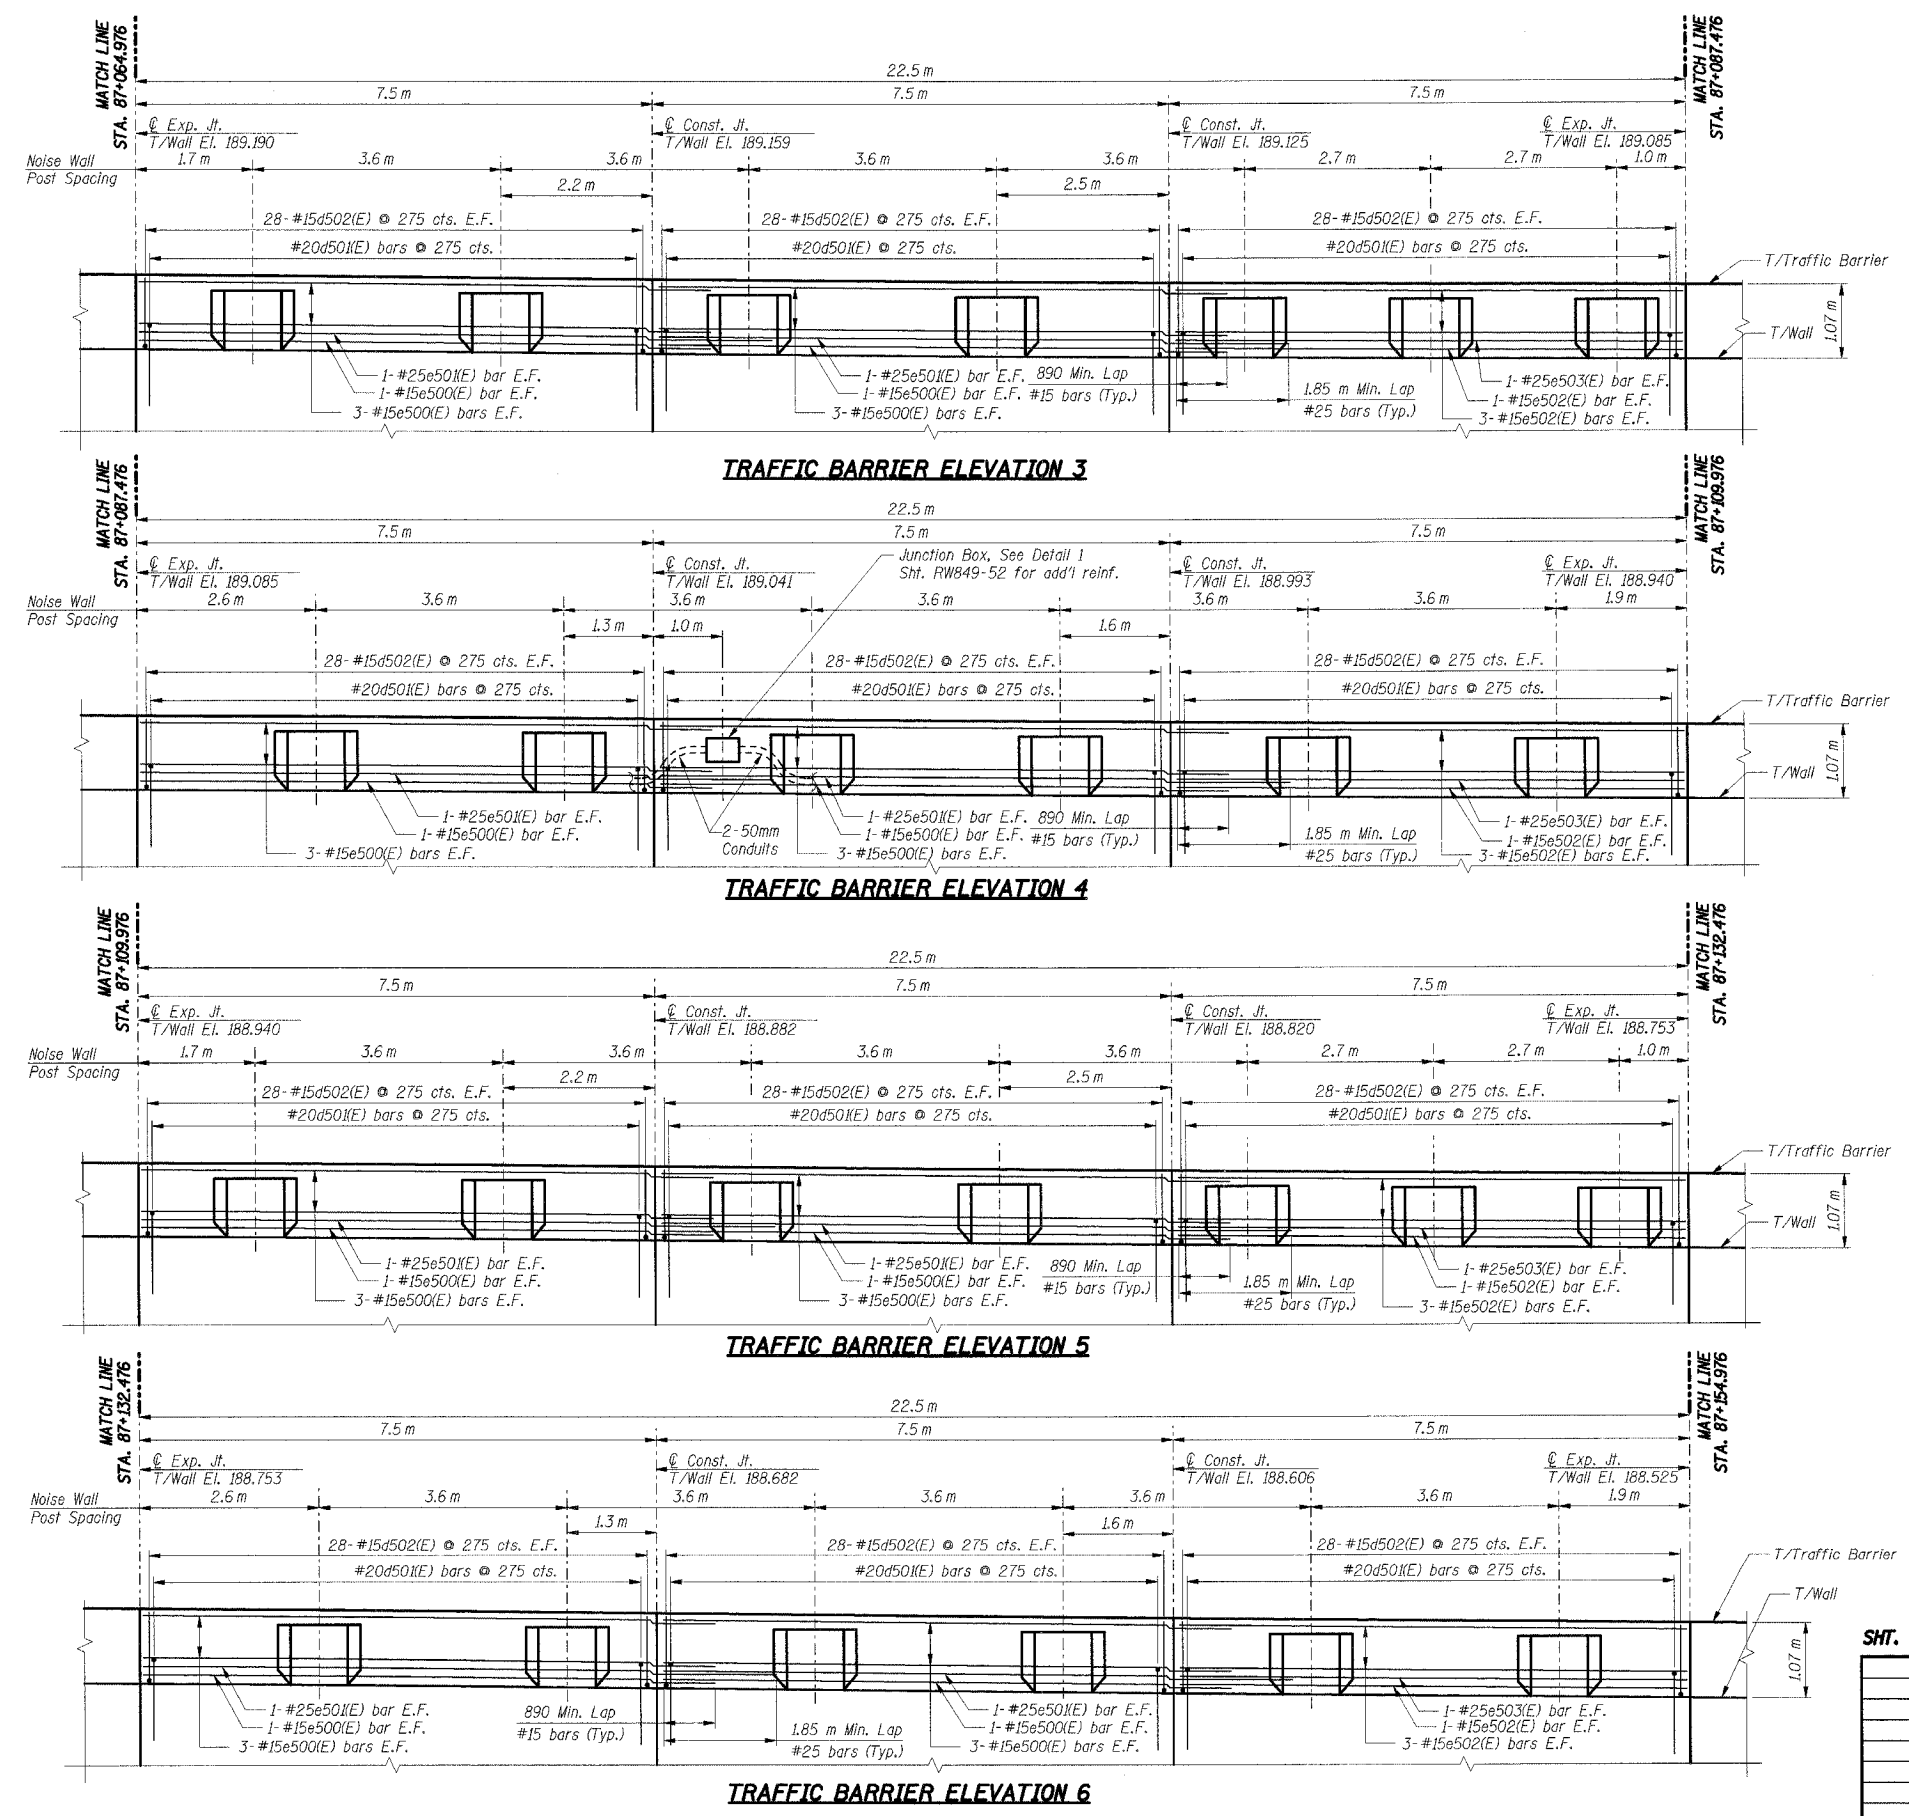 MATCH LINE
STA. 87+064.976
MATCH LINE
STA. 87+087.476
22.5 m
7.5 m 7.5 m 7.5 m
℄ Exp. Jt. ℄ Const. Jt. ℄ Const. Jt. ℄ Exp. Jt.
T/Wall El. 189.190 T/Wall El. 189.159 T/Wall El. 189.125 T/Wall El. 189.085
Noise Wall
Post Spacing
1.7 m 3.6 m 3.6 m 3.6 m 3.6 m 2.7 m 2.7 m 1.0 m
2.2 m 2.5 m
28-#15d502(E) @ 275 cts. E.F. 28-#15d502(E) @ 275 cts. E.F. 28-#15d502(E) @ 275 cts. E.F.
#20d501(E) bars @ 275 cts. #20d501(E) bars @ 275 cts. #20d501(E) bars @ 275 cts.
T/Traffic Barrier
T/Wall
1.07 m
1-#25e501(E) bar E.F.
1-#15e500(E) bar E.F.
3-#15e500(E) bars E.F.
1-#25e501(E) bar E.F.
1-#15e500(E) bar E.F.
3-#15e500(E) bars E.F.
890 Min. Lap
#15 bars (Typ.)
1.85 m Min. Lap
#25 bars (Typ.)
1-#25e503(E) bar E.F.
1-#15e502(E) bar E.F.
3-#15e502(E) bars E.F.
TRAFFIC BARRIER ELEVATION 3
MATCH LINE
STA. 87+087.476
MATCH LINE
STA. 87+109.976
22.5 m
7.5 m 7.5 m 7.5 m
℄ Exp. Jt. ℄ Const. Jt. ℄ Const. Jt. ℄ Exp. Jt.
T/Wall El. 189.085 T/Wall El. 189.041 T/Wall El. 188.993 T/Wall El. 188.940
Junction Box, See Detail 1
Sht. RW849-52 for add'l reinf.
Noise Wall
Post Spacing
2.6 m 3.6 m 3.6 m 3.6 m 3.6 m 3.6 m 1.9 m
1.3 m 1.0 m 1.6 m
28-#15d502(E) @ 275 cts. E.F. 28-#15d502(E) @ 275 cts. E.F. 28-#15d502(E) @ 275 cts. E.F.
#20d501(E) bars @ 275 cts. #20d501(E) bars @ 275 cts. #20d501(E) bars @ 275 cts.
T/Traffic Barrier
T/Wall
1.07 m
1-#25e501(E) bar E.F.
1-#15e500(E) bar E.F.
3-#15e500(E) bars E.F.
2-50mm
Conduits
1-#25e501(E) bar E.F.
1-#15e500(E) bar E.F.
3-#15e500(E) bars E.F.
890 Min. Lap
#15 bars (Typ.)
1.85 m Min. Lap
#25 bars (Typ.)
1-#25e503(E) bar E.F.
1-#15e502(E) bar E.F.
3-#15e502(E) bars E.F.
TRAFFIC BARRIER ELEVATION 4
MATCH LINE
STA. 87+109.976
MATCH LINE
STA. 87+132.476
22.5 m
7.5 m 7.5 m 7.5 m
℄ Exp. Jt. ℄ Const. Jt. ℄ Const. Jt. ℄ Exp. Jt.
T/Wall El. 188.940 T/Wall El. 188.882 T/Wall El. 188.820 T/Wall El. 188.753
Noise Wall
Post Spacing
1.7 m 3.6 m 3.6 m 3.6 m 3.6 m 2.7 m 2.7 m 1.0 m
2.2 m 2.5 m
28-#15d502(E) @ 275 cts. E.F. 28-#15d502(E) @ 275 cts. E.F. 28-#15d502(E) @ 275 cts. E.F.
#20d501(E) bars @ 275 cts. #20d501(E) bars @ 275 cts. #20d501(E) bars @ 275 cts.
T/Traffic Barrier
T/Wall
1.07 m
1-#25e501(E) bar E.F.
1-#15e500(E) bar E.F.
3-#15e500(E) bars E.F.
1-#25e501(E) bar E.F.
1-#15e500(E) bar E.F.
3-#15e500(E) bars E.F.
890 Min. Lap
#15 bars (Typ.)
1.85 m Min. Lap
#25 bars (Typ.)
1-#25e503(E) bar E.F.
1-#15e502(E) bar E.F.
3-#15e502(E) bars E.F.
TRAFFIC BARRIER ELEVATION 5
MATCH LINE
STA. 87+132.476
MATCH LINE
STA. 87+154.976
22.5 m
7.5 m 7.5 m 7.5 m
℄ Exp. Jt. ℄ Const. Jt. ℄ Const. Jt. ℄ Exp. Jt.
T/Wall El. 188.753 T/Wall El. 188.682 T/Wall El. 188.606 T/Wall El. 188.525
Noise Wall
Post Spacing
2.6 m 3.6 m 3.6 m 3.6 m 3.6 m 3.6 m 1.9 m
1.3 m 1.6 m
28-#15d502(E) @ 275 cts. E.F. 28-#15d502(E) @ 275 cts. E.F. 28-#15d502(E) @ 275 cts. E.F.
#20d501(E) bars @ 275 cts. #20d501(E) bars @ 275 cts. #20d501(E) bars @ 275 cts.
T/Traffic Barrier
T/Wall
1.07 m
SHT.
1-#25e501(E) bar E.F.
1-#15e500(E) bar E.F.
3-#15e500(E) bars E.F.
890 Min. Lap
#15 bars (Typ.)
1.85 m Min. Lap
#25 bars (Typ.)
1-#25e501(E) bar E.F.
1-#15e500(E) bar E.F.
3-#15e500(E) bars E.F.
1-#25e503(E) bar E.F.
1-#15e502(E) bar E.F.
3-#15e502(E) bars E.F.
TRAFFIC BARRIER ELEVATION 6